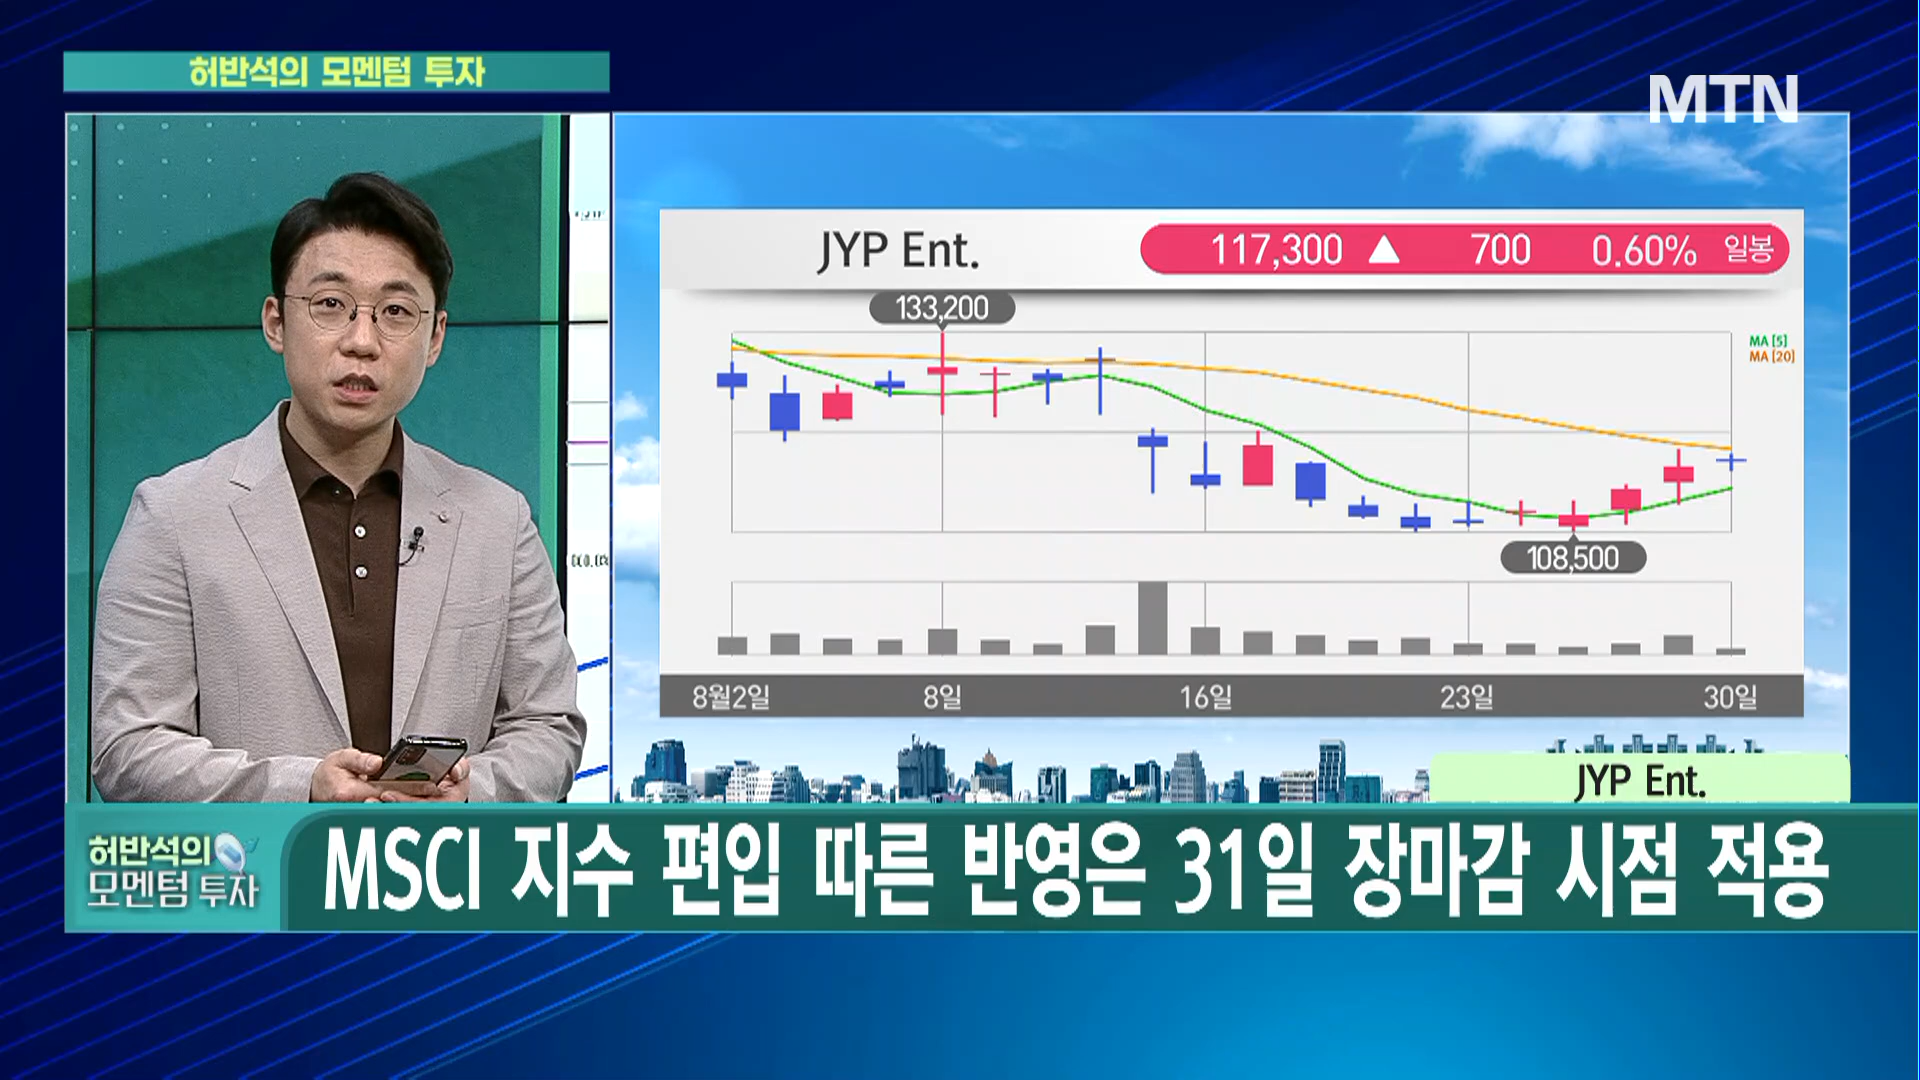 허반석의 모멘텀 투자
MTN
JYP Ent.
117,300 ▲ 700 0.60% 일봉
133,200
MA [5]
MA [20]
108,500
8월2일 8일 16일 23일 30일
JYP Ent.
허반석의
모멘텀 투자
MSCI 지수 편입 따른 반영은 31일 장마감 시점 적용